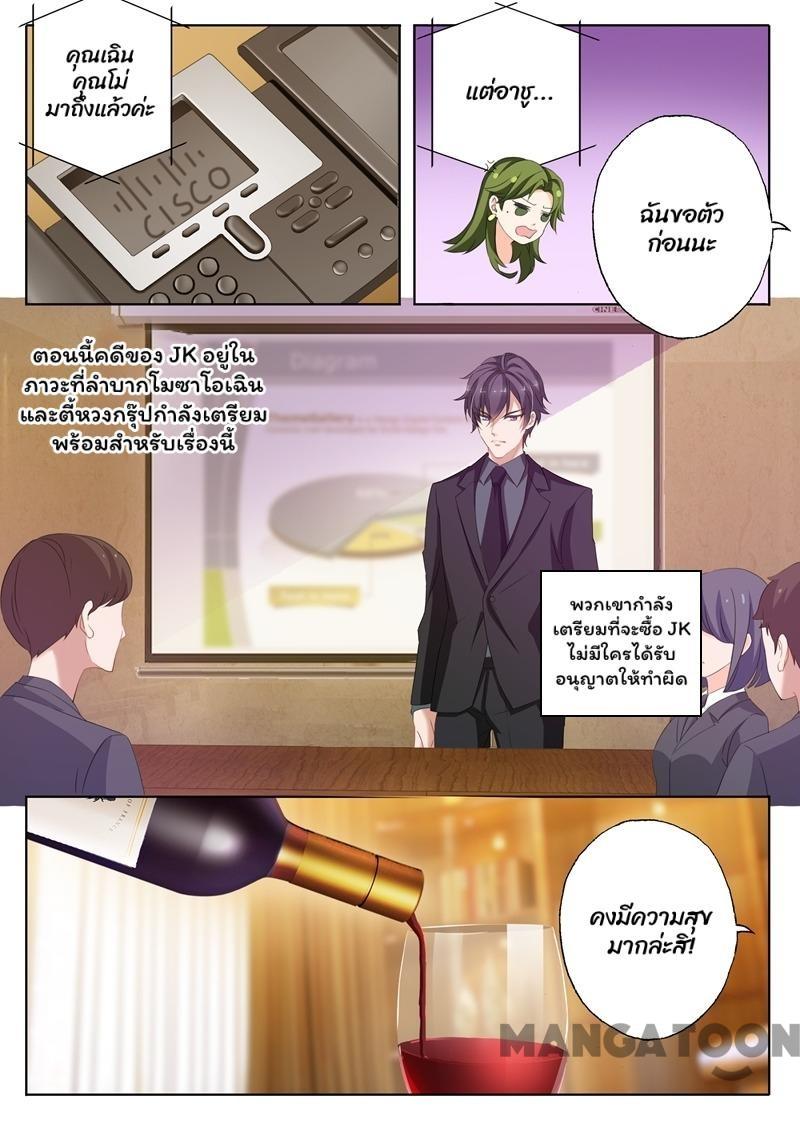 คุณเฉิน
คุณโม่
มาถึงแล้วค่ะ
CISCO
แต่อาชู...
ฉันขอตัว
ก่อนนะ
CINE
ตอนนี้คดีของ JK อยู่ใน
ภาวะที่ลำบากโมซาโอเฉิน
และตี้หวงกรุ๊ปกำลังเตรียม
พร้อมสำหรับเรื่องนี้
Diagram
พวกเขากำลัง
เตรียมที่จะซื้อ JK
ไม่มีใครได้รับ
อนุญาตให้ทำผิด
OF FRANCE
คงมีความสุข
มากล่ะสิ!
MANGATOON